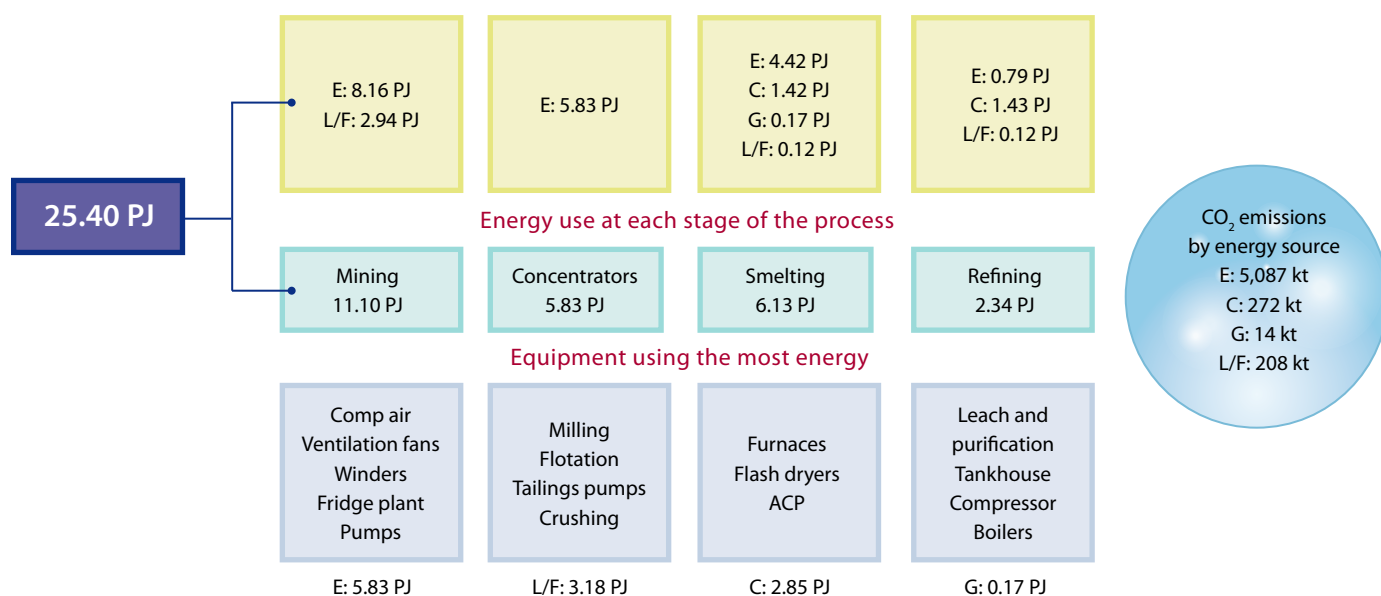 25.40 PJ
E: 8.16 PJ
L/F: 2.94 PJ
E: 5.83 PJ
E: 4.42 PJ
C: 1.42 PJ
G: 0.17 PJ
L/F: 0.12 PJ
E: 0.79 PJ
C: 1.43 PJ
L/F: 0.12 PJ
Energy use at each stage of the process
Mining
11.10 PJ
Concentrators
5.83 PJ
Smelting
6.13 PJ
Refining
2.34 PJ
Equipment using the most energy
Comp air
Ventilation fans
Winders
Fridge plant
Pumps
Milling
Flotation
Tailings pumps
Crushing
Furnaces
Flash dryers
ACP
Leach and
purification
Tankhouse
Compressor
Boilers
E: 5.83 PJ
L/F: 3.18 PJ
C: 2.85 PJ
G: 0.17 PJ
CO₂ emissions
by energy source
E: 5,087 kt
C: 272 kt
G: 14 kt
L/F: 208 kt